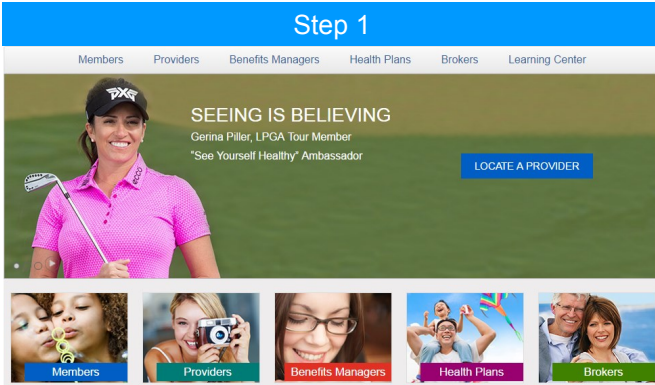 Step 1
Members Providers Benefits Managers Health Plans Brokers Learning Center
PXG
SEEING IS BELIEVING
Gerina Piller, LPGA Tour Member
"See Yourself Healthy" Ambassador
LOCATE A PROVIDER
ecco
Members Providers Benefits Managers Health Plans Brokers